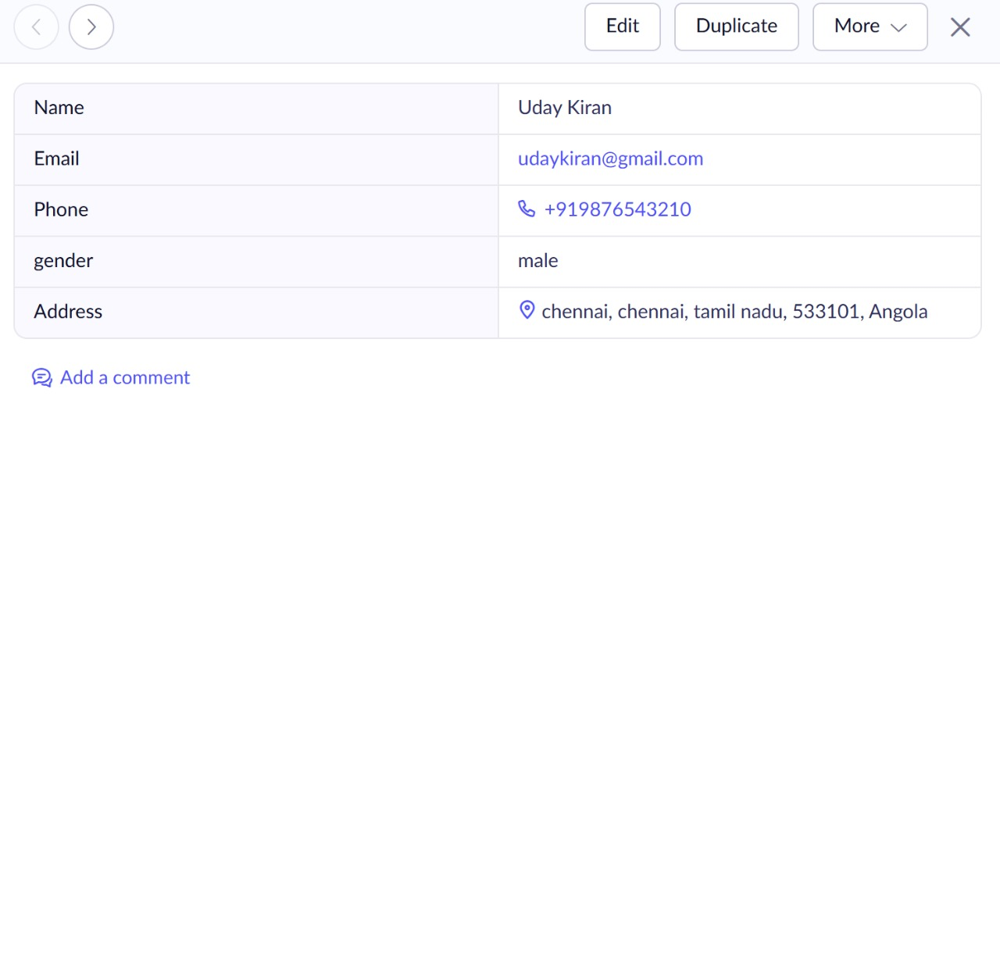 Edit Duplicate More
Name Uday Kiran
Email udaykiran@gmail.com
Phone +919876543210
gender male
Address chennai, chennai, tamil nadu, 533101, Angola
Add a comment